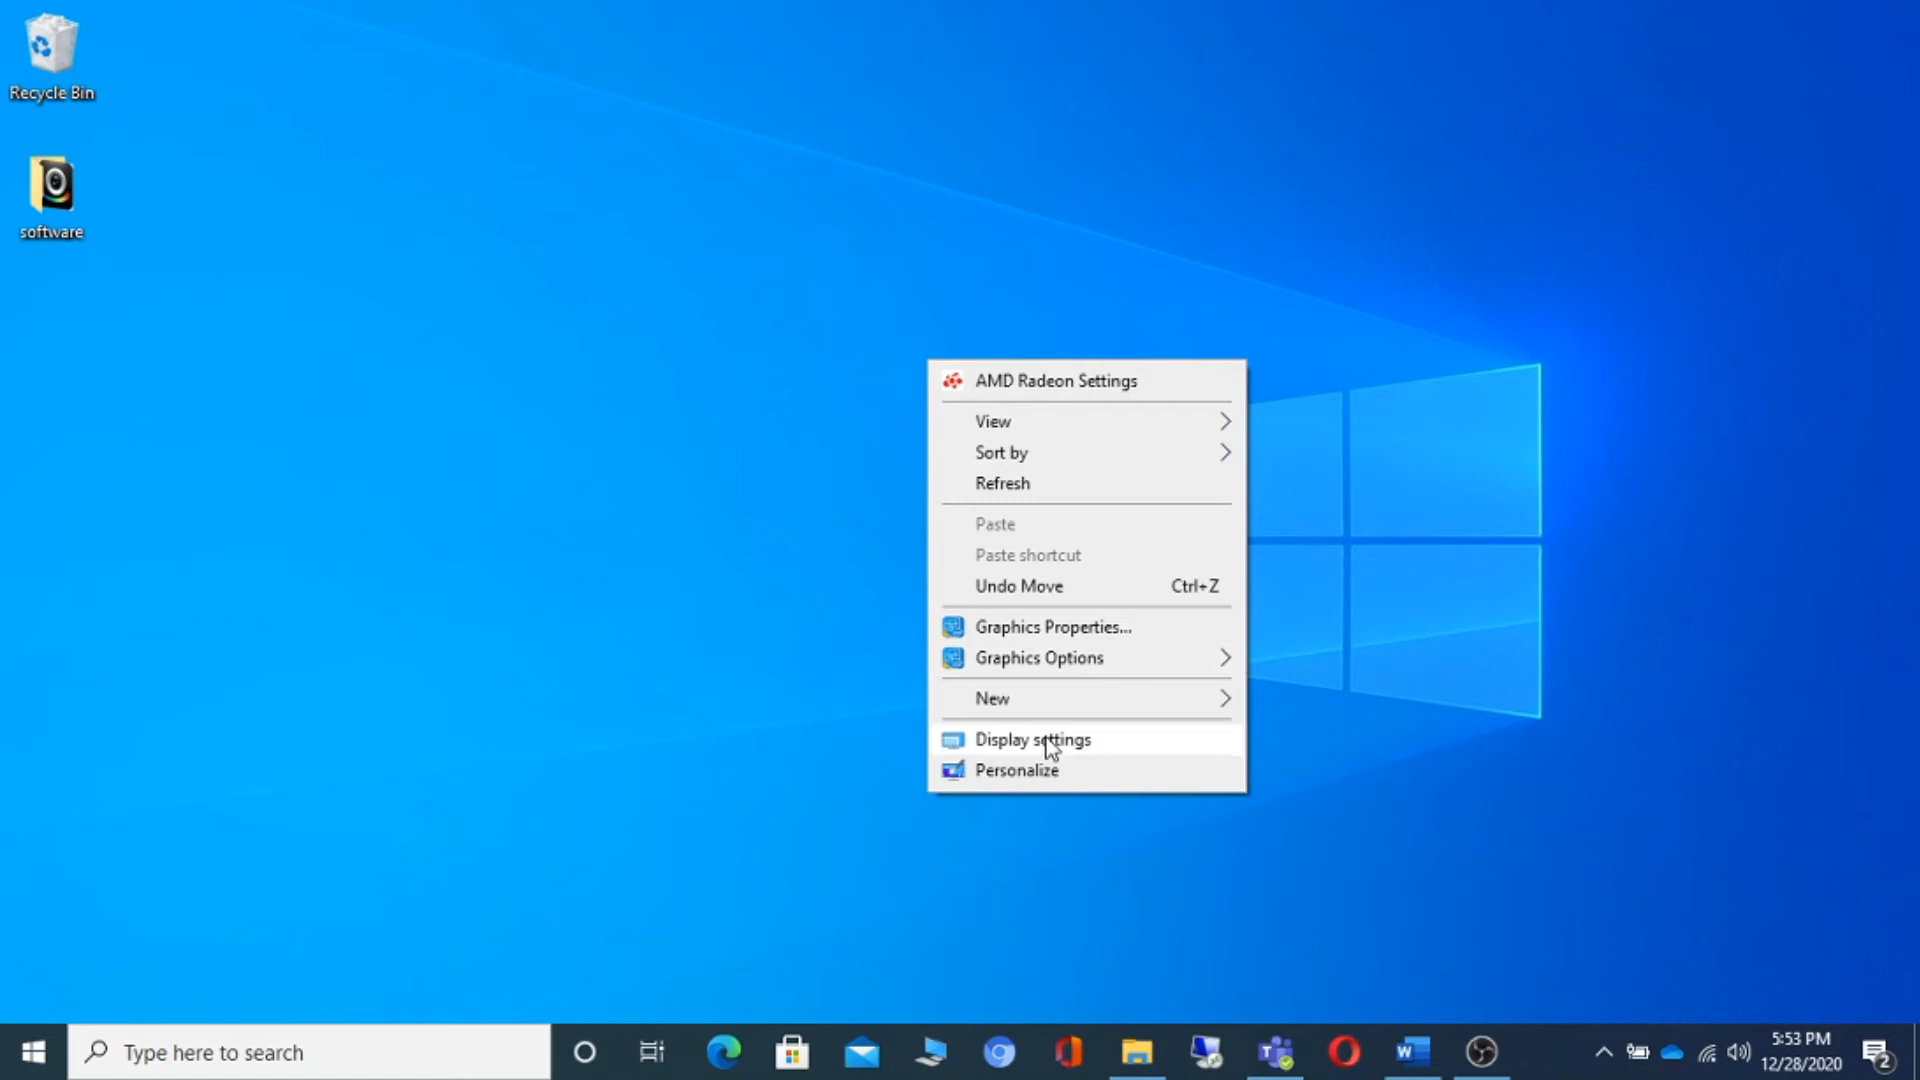 Recycle Bin
software
AMD Radeon Settings
View
Sort by
Refresh
Paste
Paste shortcut
Undo Move Ctrl+Z
Graphics Properties...
Graphics Options
New
Display settings
Personalize
Type here to search
W
5:53 PM
12/28/2020
2